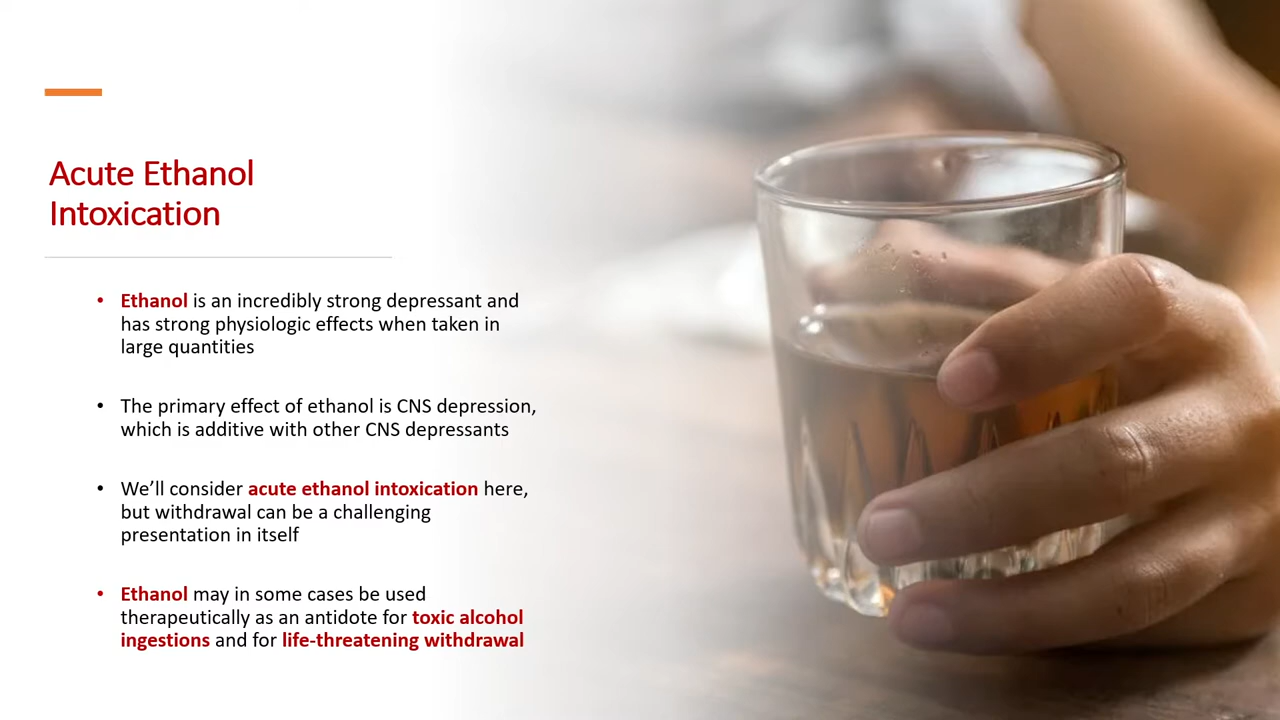 Acute Ethanol
Intoxication
• Ethanol is an incredibly strong depressant and
has strong physiologic effects when taken in
large quantities
• The primary effect of ethanol is CNS depression,
which is additive with other CNS depressants
• We’ll consider acute ethanol intoxication here,
but withdrawal can be a challenging
presentation in itself
• Ethanol may in some cases be used
therapeutically as an antidote for toxic alcohol
ingestions and for life-threatening withdrawal